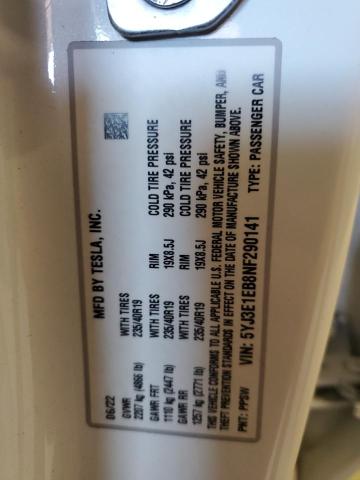 MFD BY TESLA, INC.
06/22
GVWR WITH TIRES RIM COLD TIRE PRESSURE
2207 kg (4866 lb) 235/40R19 19X8.5J 290 kPa, 42 psi
GAWR FRT WITH TIRES RIM COLD TIRE PRESSURE
1110 kg (2447 lb) 235/40R19 19X8.5J 290 kPa, 42 psi
GAWR RR
1257 kg (2771 lb) 235/40R19 19X8.5J
THIS VEHICLE CONFORMS TO ALL APPLICABLE U.S. FEDERAL MOTOR VEHICLE SAFETY, BUMPER, AND
THEFT PREVENTION STANDARDS IN EFFECT ON THE DATE OF MANUFACTURE SHOWN ABOVE.
VIN: 5YJ3E1EB8NF290141
PNT: PPSW TYPE: PASSENGER CAR